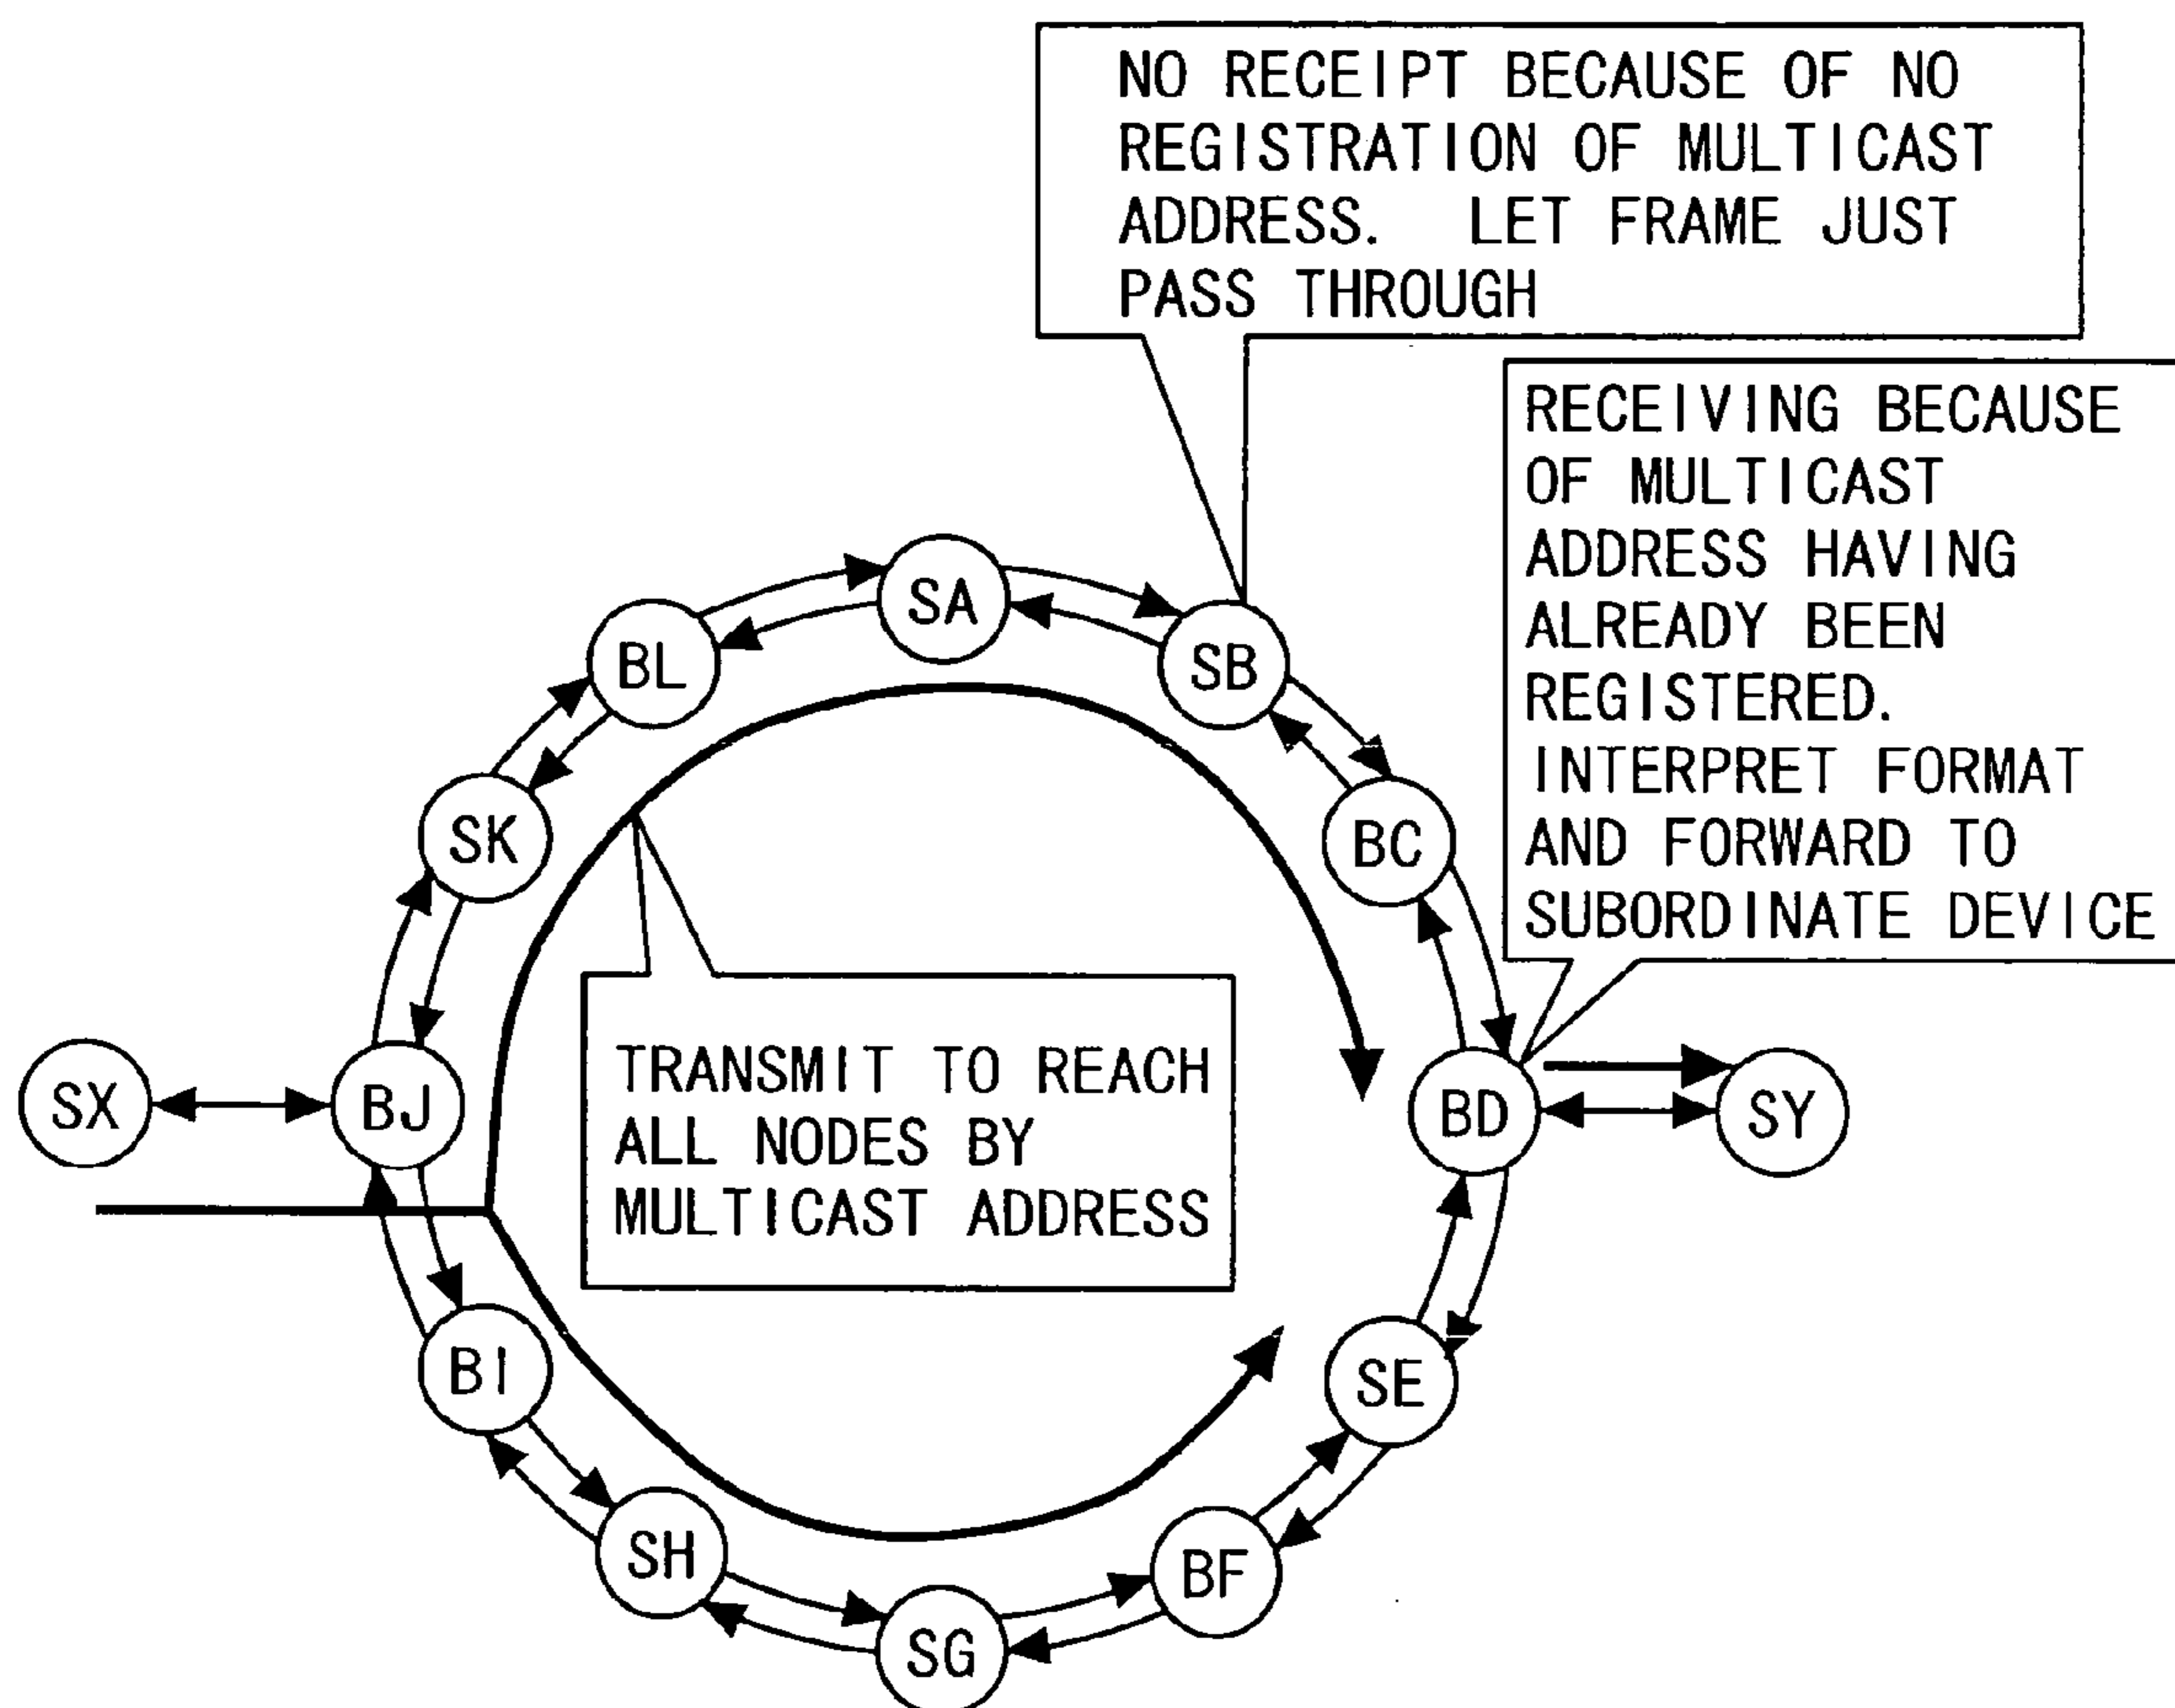 NO RECEIPT BECAUSE OF NO
REGISTRATION OF MULTICAST
ADDRESS. LET FRAME JUST
PASS THROUGH
RECEIVING BECAUSE
OF MULTICAST
ADDRESS HAVING
ALREADY BEEN
REGISTERED.
INTERPRET FORMAT
AND FORWARD TO
SUBORDINATE DEVICE
SA
BL
SB
SK
BC
TRANSMIT TO REACH
ALL NODES BY
MULTICAST ADDRESS
SX
BJ
BD
SY
BI
SE
SH
BF
SG